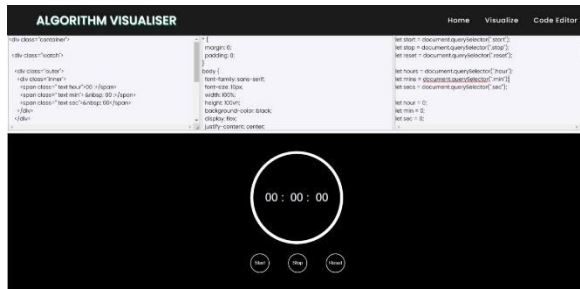 ALGORITHM VISUALISER
Home Visualize Code Editor
<div class="container">
<div class="watch">
<div class="outer">
<div class="inner">
<span class="text hour">00 :</span>
<span class="text min">&nbsp; 00 :</span>
<span class="text sec">&nbsp; 00</span>
</div>
</div>
* {
margin: 0;
padding: 0;
}
body {
font-family: sans-serif;
font-size: 10px;
width: 100%;
height: 100vh;
background-color: black;
display: flex;
justify-content: center;
let start = document.querySelector(".start");
let stop = document.querySelector(".stop");
let reset = document.querySelector(".reset");
let hours = document.querySelector(".hour");
let mins = document.querySelector(".min");
let secs = document.querySelector(".sec");
let hour = 0;
let min = 0;
let sec = 0;
00 : 00 : 00
Start Stop Reset